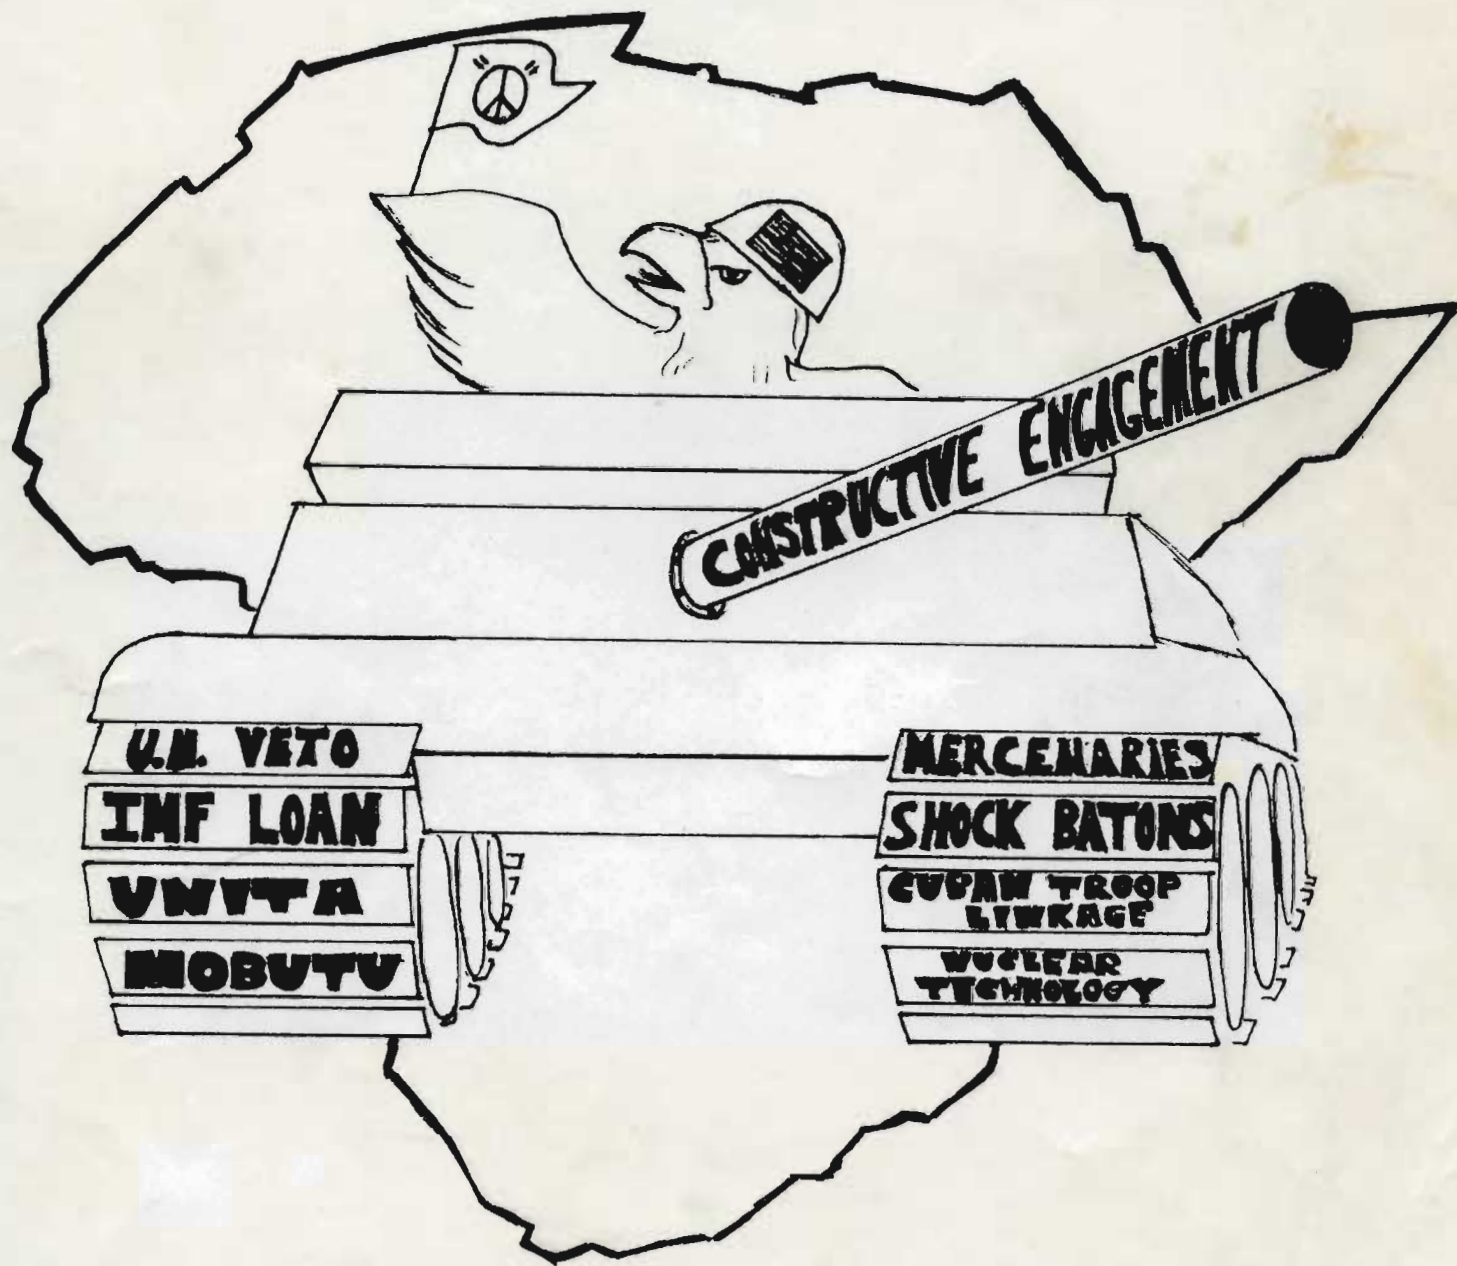 CONSTRUCTIVE ENGAGEMENT
U.N. VETO
IMF LOAN
UNITA
MOBUTU
MERCENARIES
SHOCK BATONS
CUBAN TROOP
LINKAGE
NUCLEAR
TECHNOLOGY